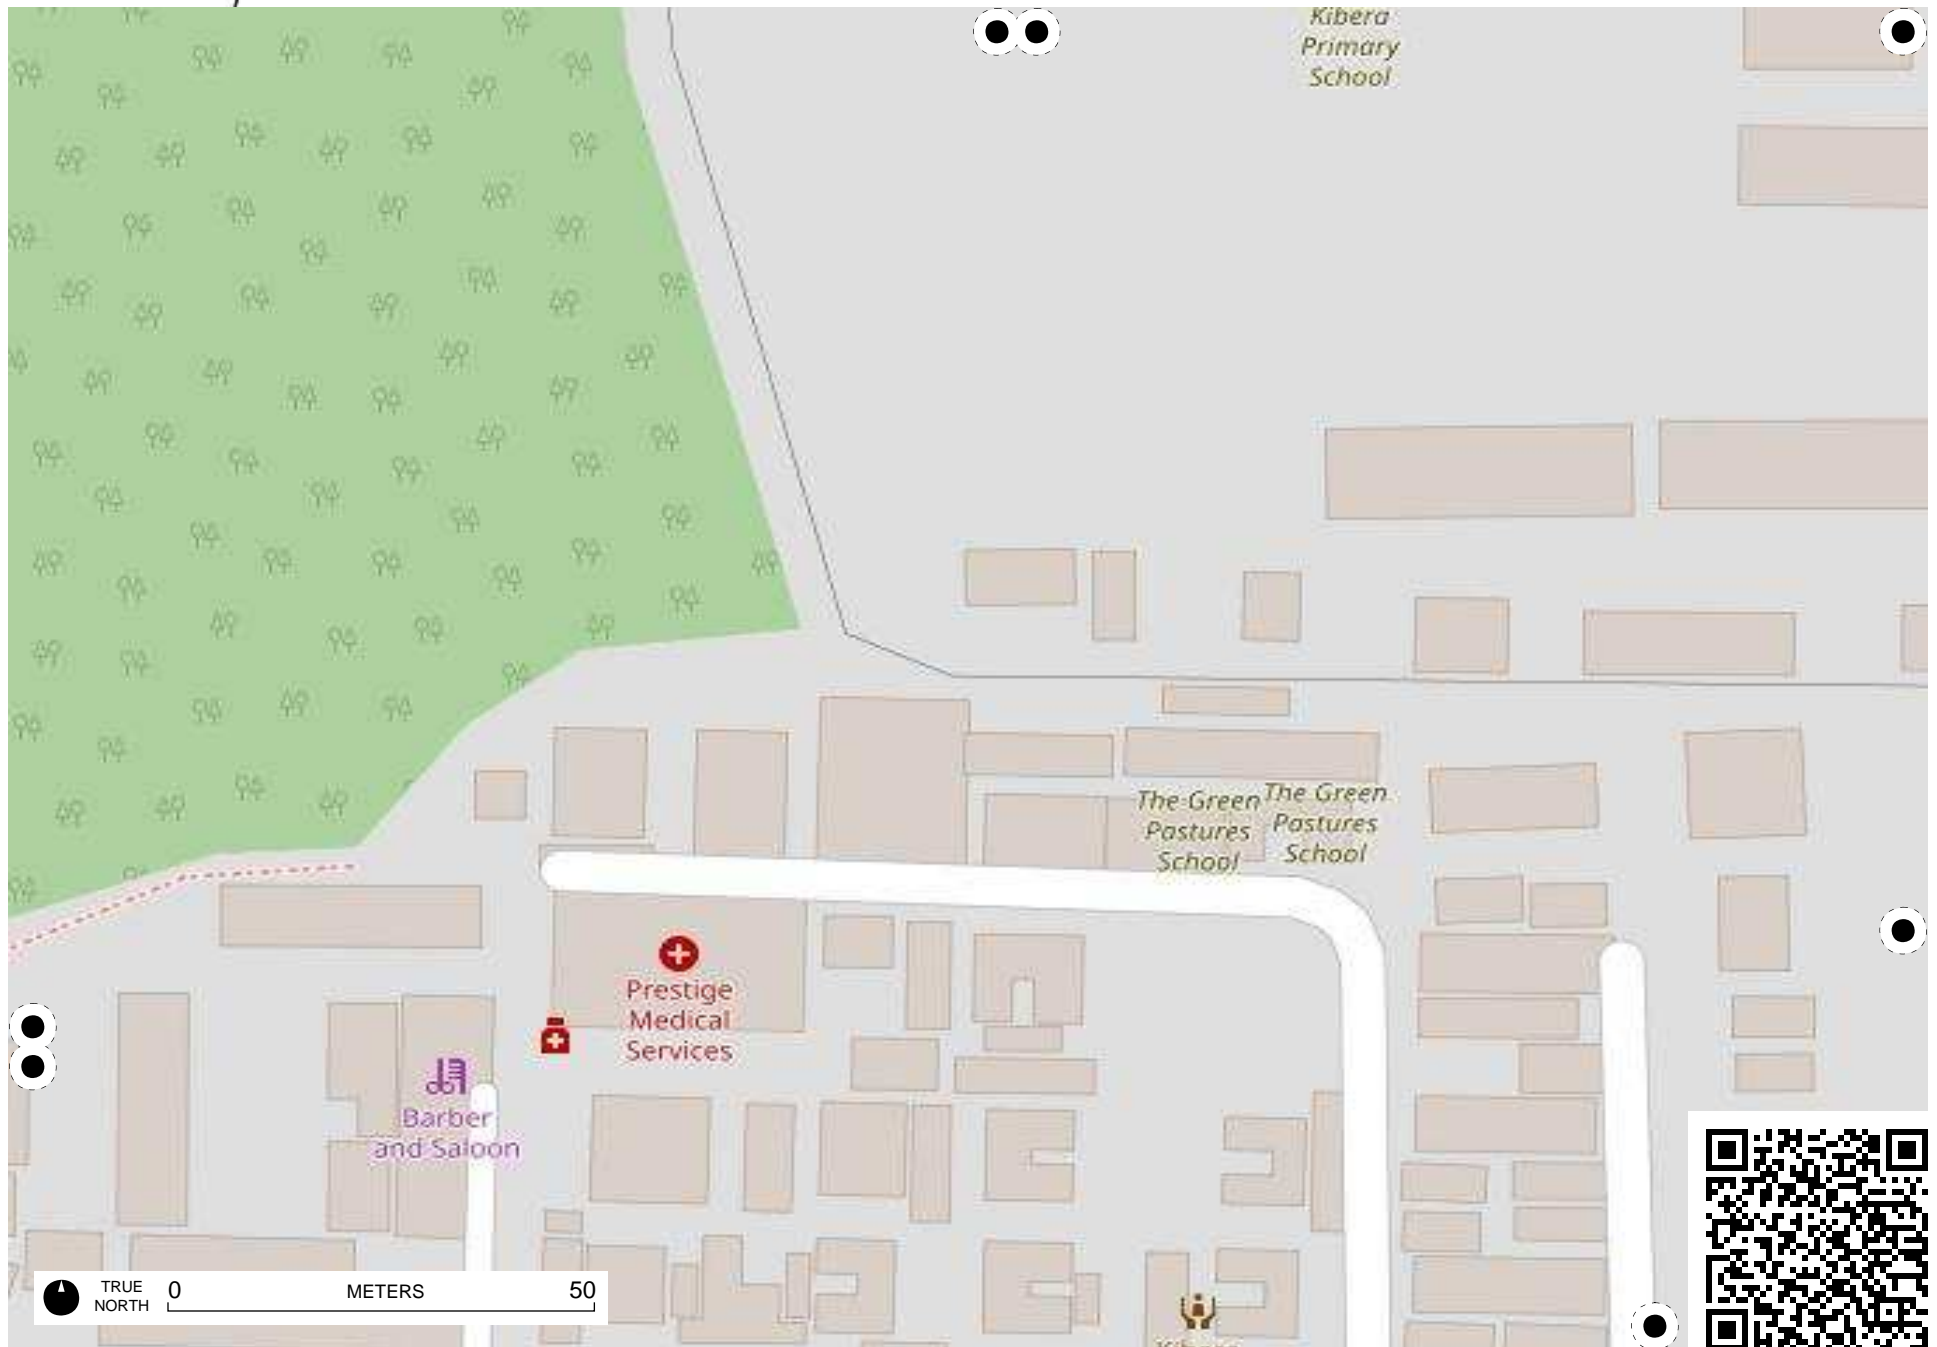 Kibera
Primary
School
The Green
Pastures
School
The Green
Pastures
School
Prestige
Medical
Services
Barber
and Saloon
TRUE
NORTH
0
METERS
50